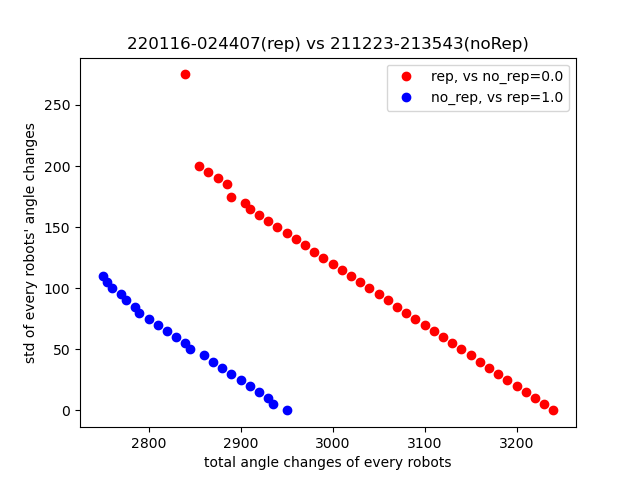 220116-024407(rep) vs 211223-213543(noRep)
rep, vs no_rep=0.0
no_rep, vs rep=1.0
std of every robots' angle changes
250
200
150
100
50
0
2800 2900 3000 3100 3200
total angle changes of every robots